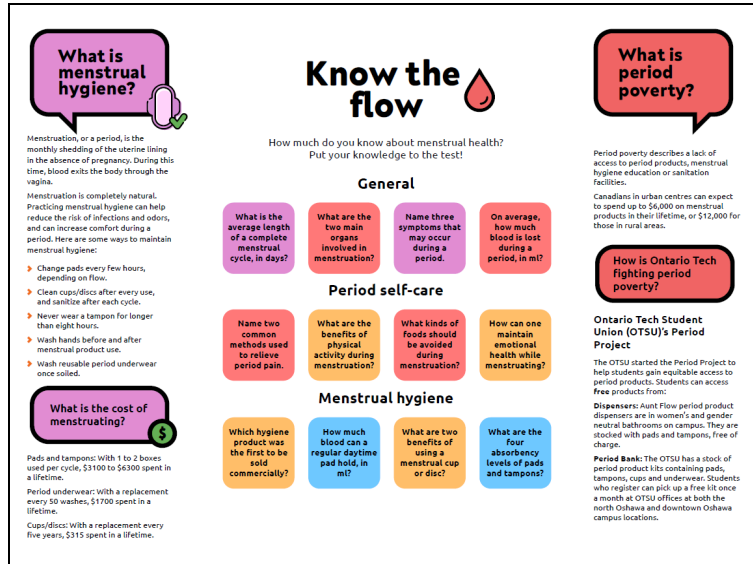 What is
menstrual
hygiene?
Menstruation, or a period, is the
monthly shedding of the uterine lining
in the absence of pregnancy. During this
time, blood exits the body through the
vagina.
Menstruation is completely natural.
Practicing menstrual hygiene can help
reduce the risk of infections and odors,
and can increase comfort during a
period. Here are some ways to maintain
menstrual hygiene:
Change pads every few hours,
depending on flow.
Clean cups/discs after every use,
and sanitize after each cycle.
Never wear a tampon for longer
than eight hours.
Wash hands before and after
menstrual product use.
Wash reusable period underwear
once soiled.
What is the cost of
menstruating?
$
Pads and tampons: With 1 to 2 boxes
used per cycle, $3100 to $6300 spent in
a lifetime.
Period underwear: With a replacement
every 50 washes, $1700 spent in a
lifetime.
Cups/discs: With a replacement every
five years, $315 spent in a lifetime.
Know the
flow
How much do you know about menstrual health?
Put your knowledge to the test!
General
What is the
average length
of a complete
menstrual
cycle, in days?
What are the
two main
organs
involved in
menstruation?
Name three
symptoms that
may occur
during a
period.
On average,
how much
blood is lost
during a
period, in ml?
Period self-care
Name two
common
methods used
to relieve
period pain.
What are the
benefits of
physical
activity during
menstruation?
What kinds of
foods should
be avoided
during
menstruation?
How can one
maintain
emotional
health while
menstruating?
Menstrual hygiene
Which hygiene
product was
the first to be
sold
commercially?
How much
blood can a
regular daytime
pad hold, in
ml?
What are two
benefits of
using a
menstrual cup
or disc?
What are the
four
absorbency
levels of pads
and tampons?
What is
period
poverty?
Period poverty describes a lack of
access to period products, menstrual
hygiene education or sanitation
facilities.
Canadians in urban centres can expect
to spend up to $6,000 on menstrual
products in their lifetime, or $12,000 for
those in rural areas.
How is Ontario Tech
fighting period
poverty?
Ontario Tech Student
Union (OTSU)'s Period
Project
The OTSU started the Period Project to
help students gain equitable access to
period products. Students can access
free products from:
Dispensers: Aunt Flow period product
dispensers are in women's and gender
neutral bathrooms on campus. They are
stocked with pads and tampons, free of
charge.
Period Bank: The OTSU has a stock of
period product kits containing pads,
tampons, cups and underwear. Students
who register can pick up a free kit once
a month at OTSU offices at both the
north Oshawa and downtown Oshawa
campus locations.